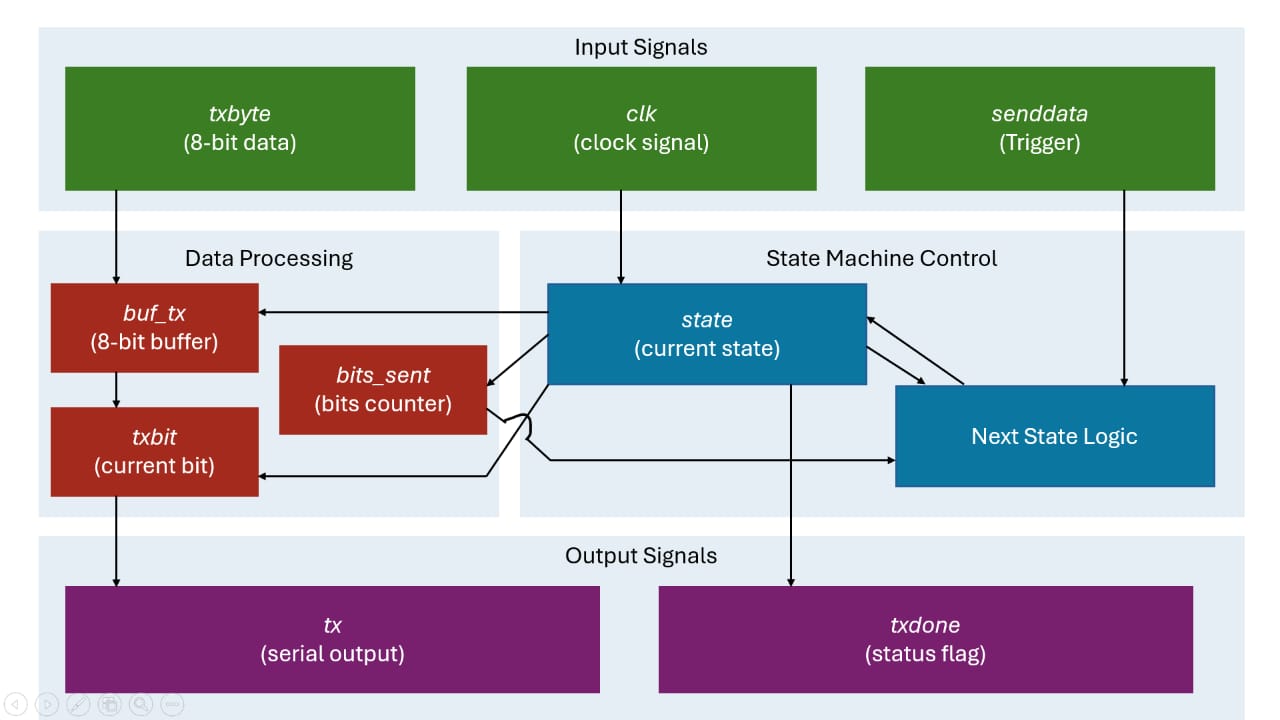 Input Signals
txbyte
(8-bit data)
clk
(clock signal)
senddata
(Trigger)
Data Processing
State Machine Control
buf_tx
(8-bit buffer)
state
(current state)
bits_sent
(bits counter)
txbit
(current bit)
Next State Logic
Output Signals
tx
(serial output)
txdone
(status flag)